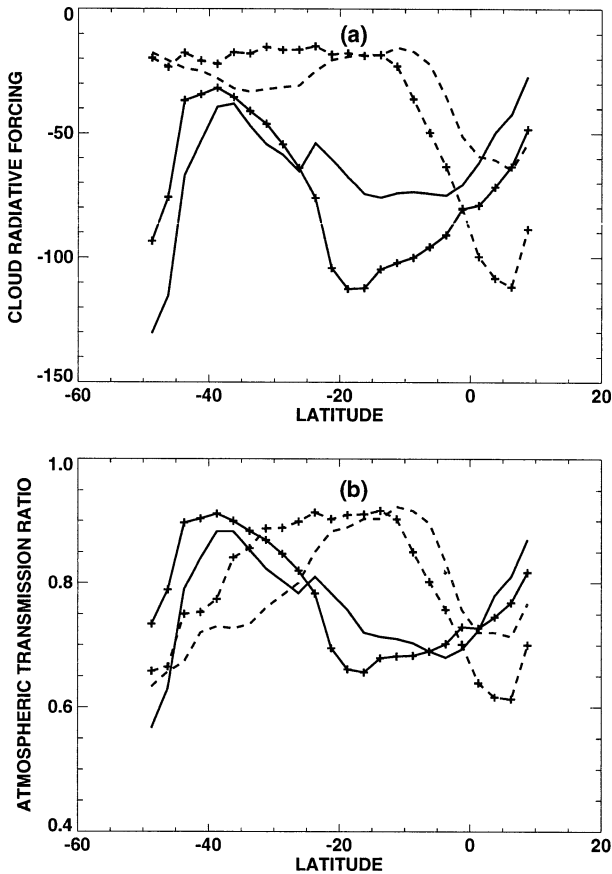 (a)
CLOUD RADIATIVE FORCING
0
-50
-100
-150
-60 -40 -20 0 20
LATITUDE
(b)
ATMOSPHERIC TRANSMISSION RATIO
1.0
0.8
0.6
0.4
-60 -40 -20 0 20
LATITUDE